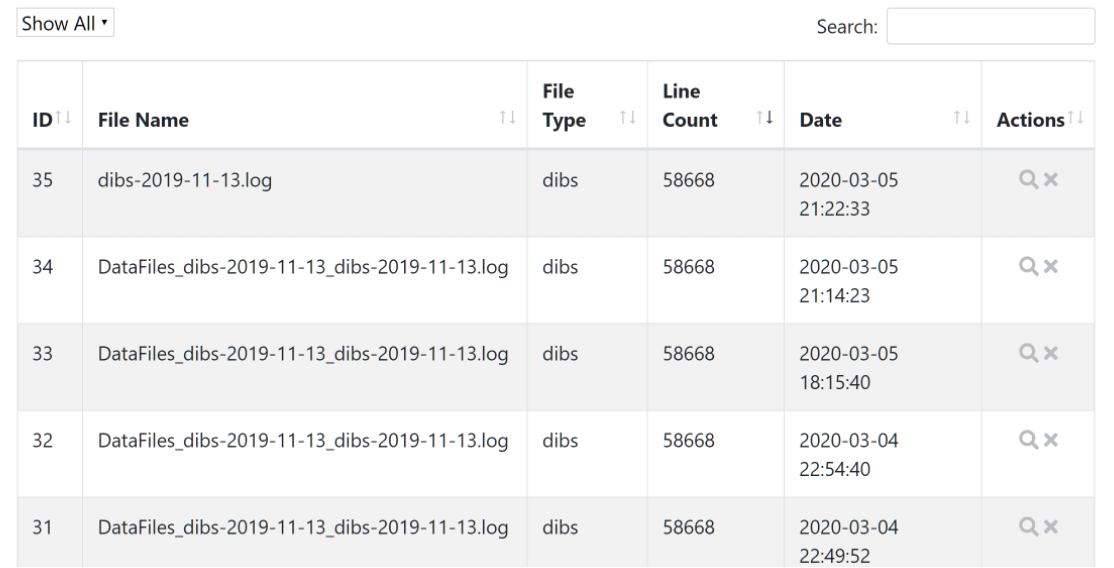 Show All
Search:
ID File Name File Type Line Count Date Actions
35 dibs-2019-11-13.log dibs 58668 2020-03-05 21:22:33
34 DataFiles_dibs-2019-11-13_dibs-2019-11-13.log dibs 58668 2020-03-05 21:14:23
33 DataFiles_dibs-2019-11-13_dibs-2019-11-13.log dibs 58668 2020-03-05 18:15:40
32 DataFiles_dibs-2019-11-13_dibs-2019-11-13.log dibs 58668 2020-03-04 22:54:40
31 DataFiles_dibs-2019-11-13_dibs-2019-11-13.log dibs 58668 2020-03-04 22:49:52